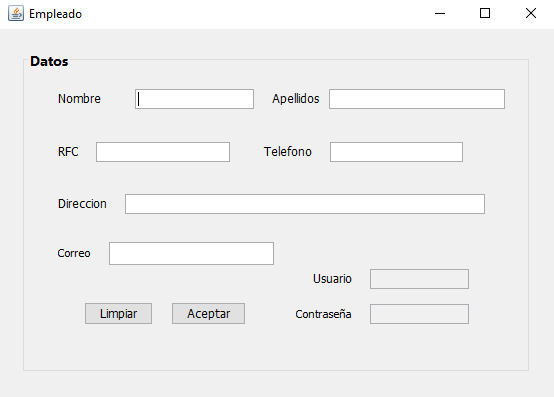 Empleado
Datos
Nombre Apellidos
RFC Telefono
Direccion
Correo
Usuario
Limpiar Aceptar Contraseña